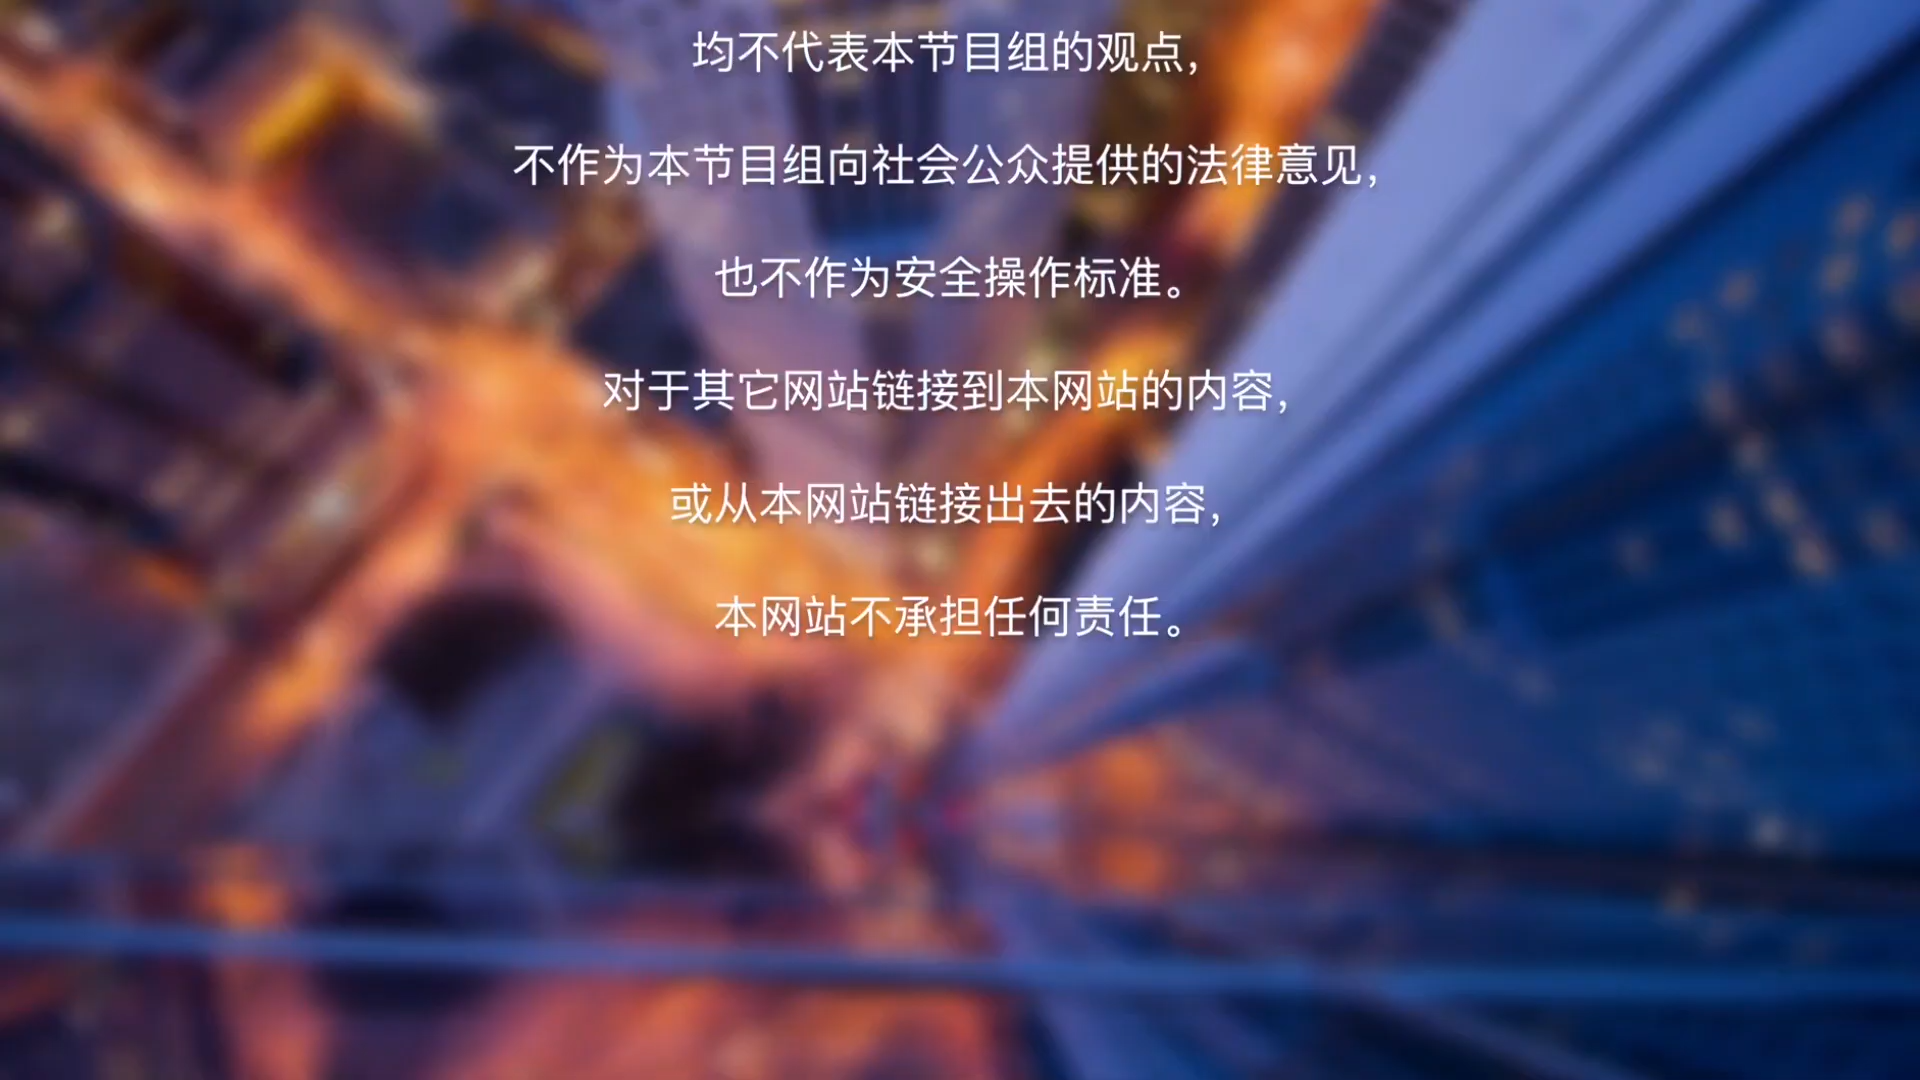 均不代表本节目组的观点，
不作为本节目组向社会公众提供的法律意见，
也不作为安全操作标准。
对于其它网站链接到本网站的内容，
或从本网站链接出去的内容，
本网站不承担任何责任。